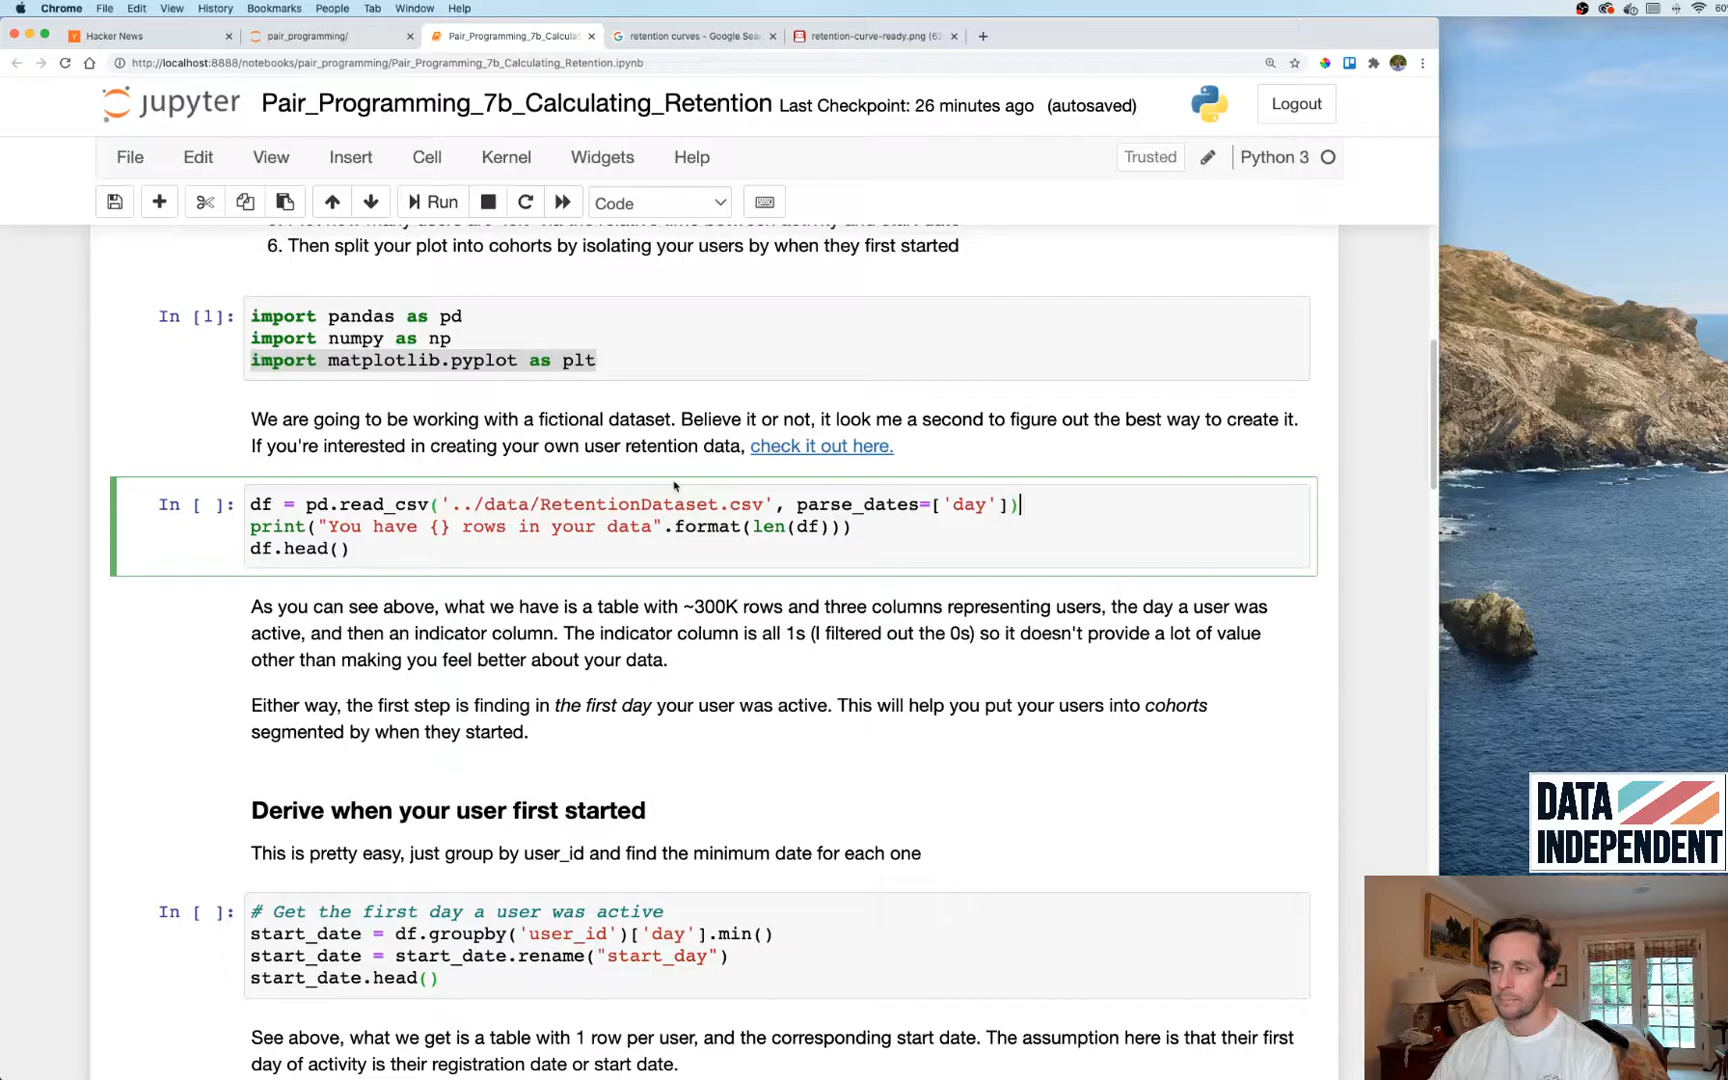 Chrome File Edit View History Bookmarks People Tab Window Help
Hacker News
pair_programming/
Pair_Programming_7b_Calcula
retention curves - Google Sea
retention-curve-ready.png (62
http://localhost:8888/notebooks/pair_programming/Pair_Programming_7b_Calculating_Retention.ipynb
jupyter Pair_Programming_7b_Calculating_Retention Last Checkpoint: 26 minutes ago (autosaved)
Logout
File Edit View Insert Cell Kernel Widgets Help
Trusted
Python 3
Run
Code
6. Then split your plot into cohorts by isolating your users by when they first started
In [1]: import pandas as pd
import numpy as np
import matplotlib.pyplot as plt
We are going to be working with a fictional dataset. Believe it or not, it look me a second to figure out the best way to create it.
If you're interested in creating your own user retention data, check it out here.
In [ ]: df = pd.read_csv('../data/RetentionDataset.csv', parse_dates=['day'])
print("You have {} rows in your data".format(len(df)))
df.head()
As you can see above, what we have is a table with ~300K rows and three columns representing users, the day a user was
active, and then an indicator column. The indicator column is all 1s (I filtered out the 0s) so it doesn't provide a lot of value
other than making you feel better about your data.
Either way, the first step is finding in the first day your user was active. This will help you put your users into cohorts
segmented by when they started.
Derive when your user first started
This is pretty easy, just group by user_id and find the minimum date for each one
In [ ]: # Get the first day a user was active
start_date = df.groupby('user_id')['day'].min()
start_date = start_date.rename("start_day")
start_date.head()
See above, what we get is a table with 1 row per user, and the corresponding start date. The assumption here is that their first
day of activity is their registration date or start date.
DATA
INDEPENDENT